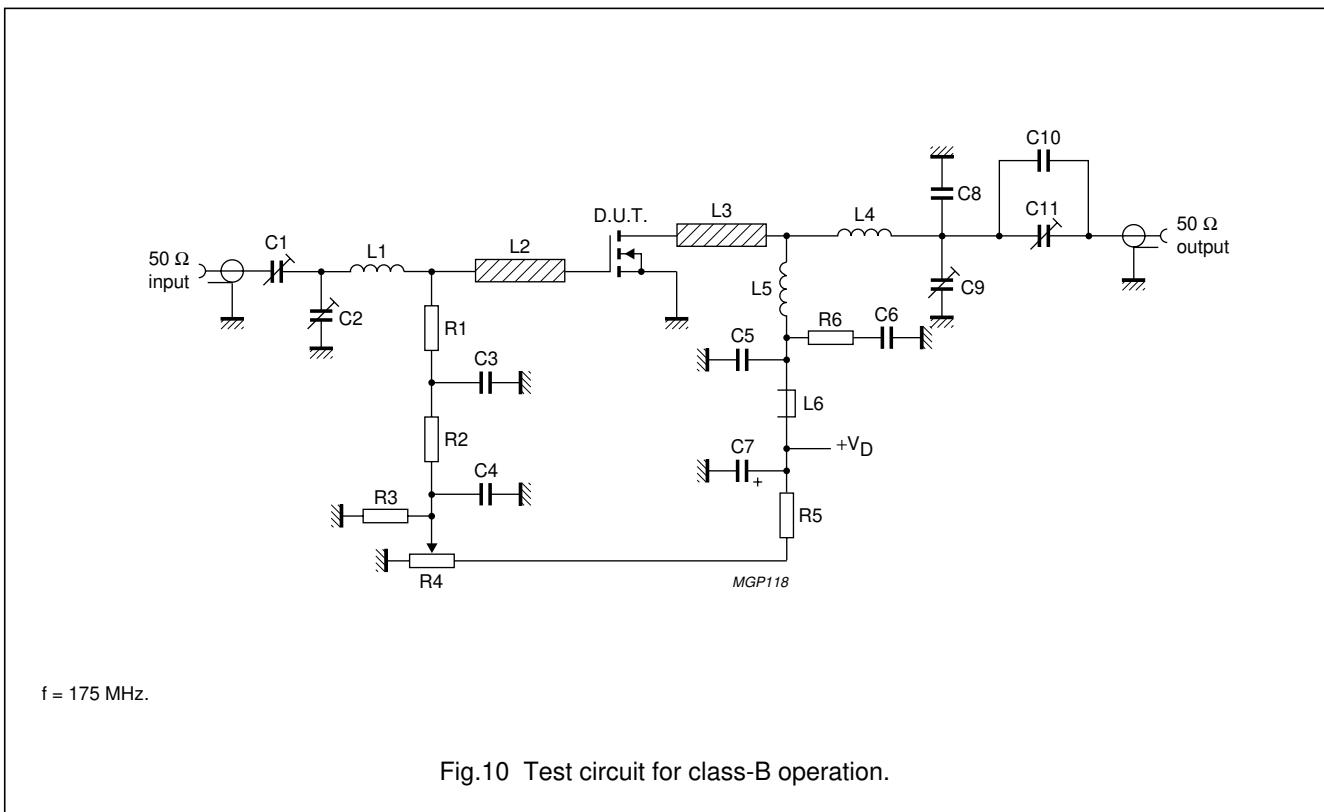 C10
C8
D.U.T.
L3
L4
C11
50 Ω
output
50 Ω
input
C1
L1
L2
C9
L5
C2
R1
R6
C6
C5
C3
L6
R2
+VD
C7
+
C4
R3
R5
R4
MGP118
f = 175 MHz.
Fig.10 Test circuit for class-B operation.